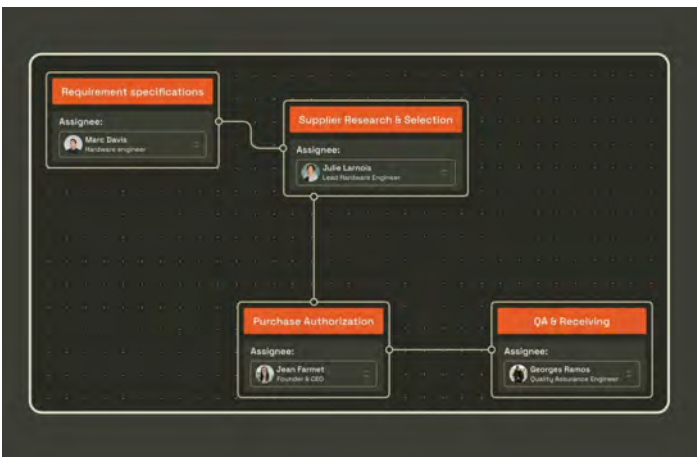 Requirement specifications
Assignee:
Marc Davis
Hardware engineer
Supplier Research & Selection
Assignee:
Julie Larnois
Lead Hardware Engineer
Purchase Authorization
Assignee:
Jean Farmet
Founder & CEO
QA & Receiving
Assignee:
Georges Ramos
Quality Assurance Engineer